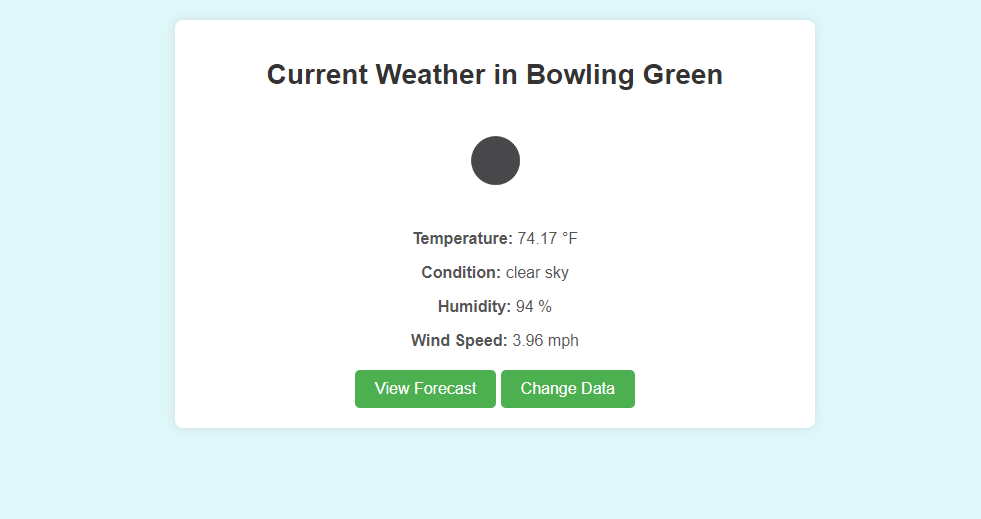 Current Weather in Bowling Green
Temperature: 74.17 °F
Condition: clear sky
Humidity: 94 %
Wind Speed: 3.96 mph
View Forecast Change Data